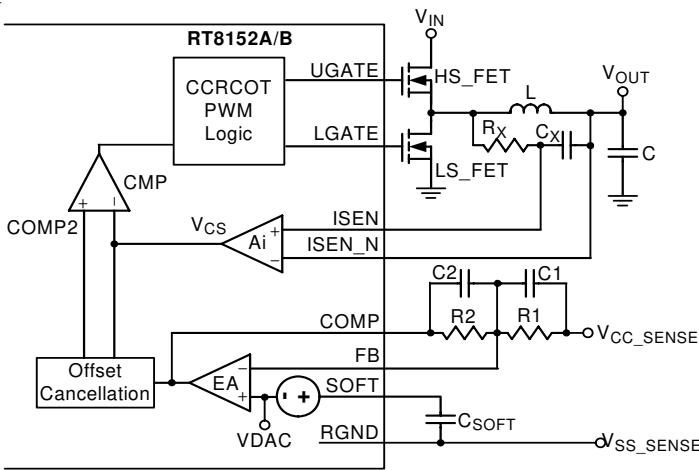 V_IN
RT8152A/B
CCRCOT
PWM
Logic
UGATE
HS_FET
V_OUT
L
R_X
C_X
LGATE
LS_FET
C
CMP
+
−
COMP2
V_CS
Ai
+
−
ISEN
ISEN_N
C2
C1
R2
R1
V_CC_SENSE
COMP
FB
Offset
Cancellation
EA
−
+
- +
SOFT
C_SOFT
VDAC
RGND
V_SS_SENSE